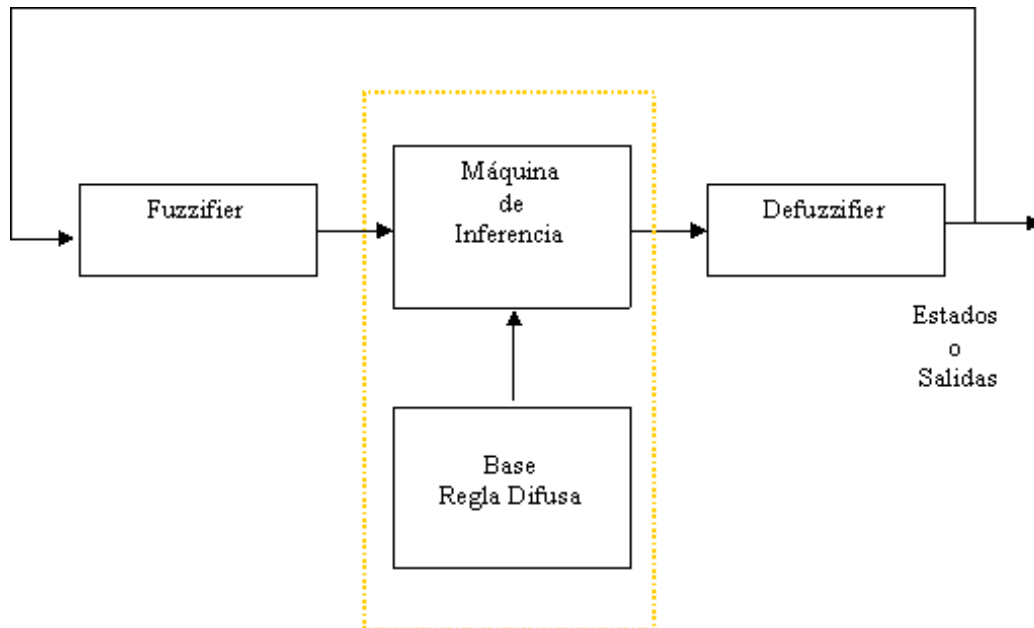 Fuzzifier
Máquina
de
Inferencia
Defuzzifier
Estados
o
Salidas
Base
Regla Difusa